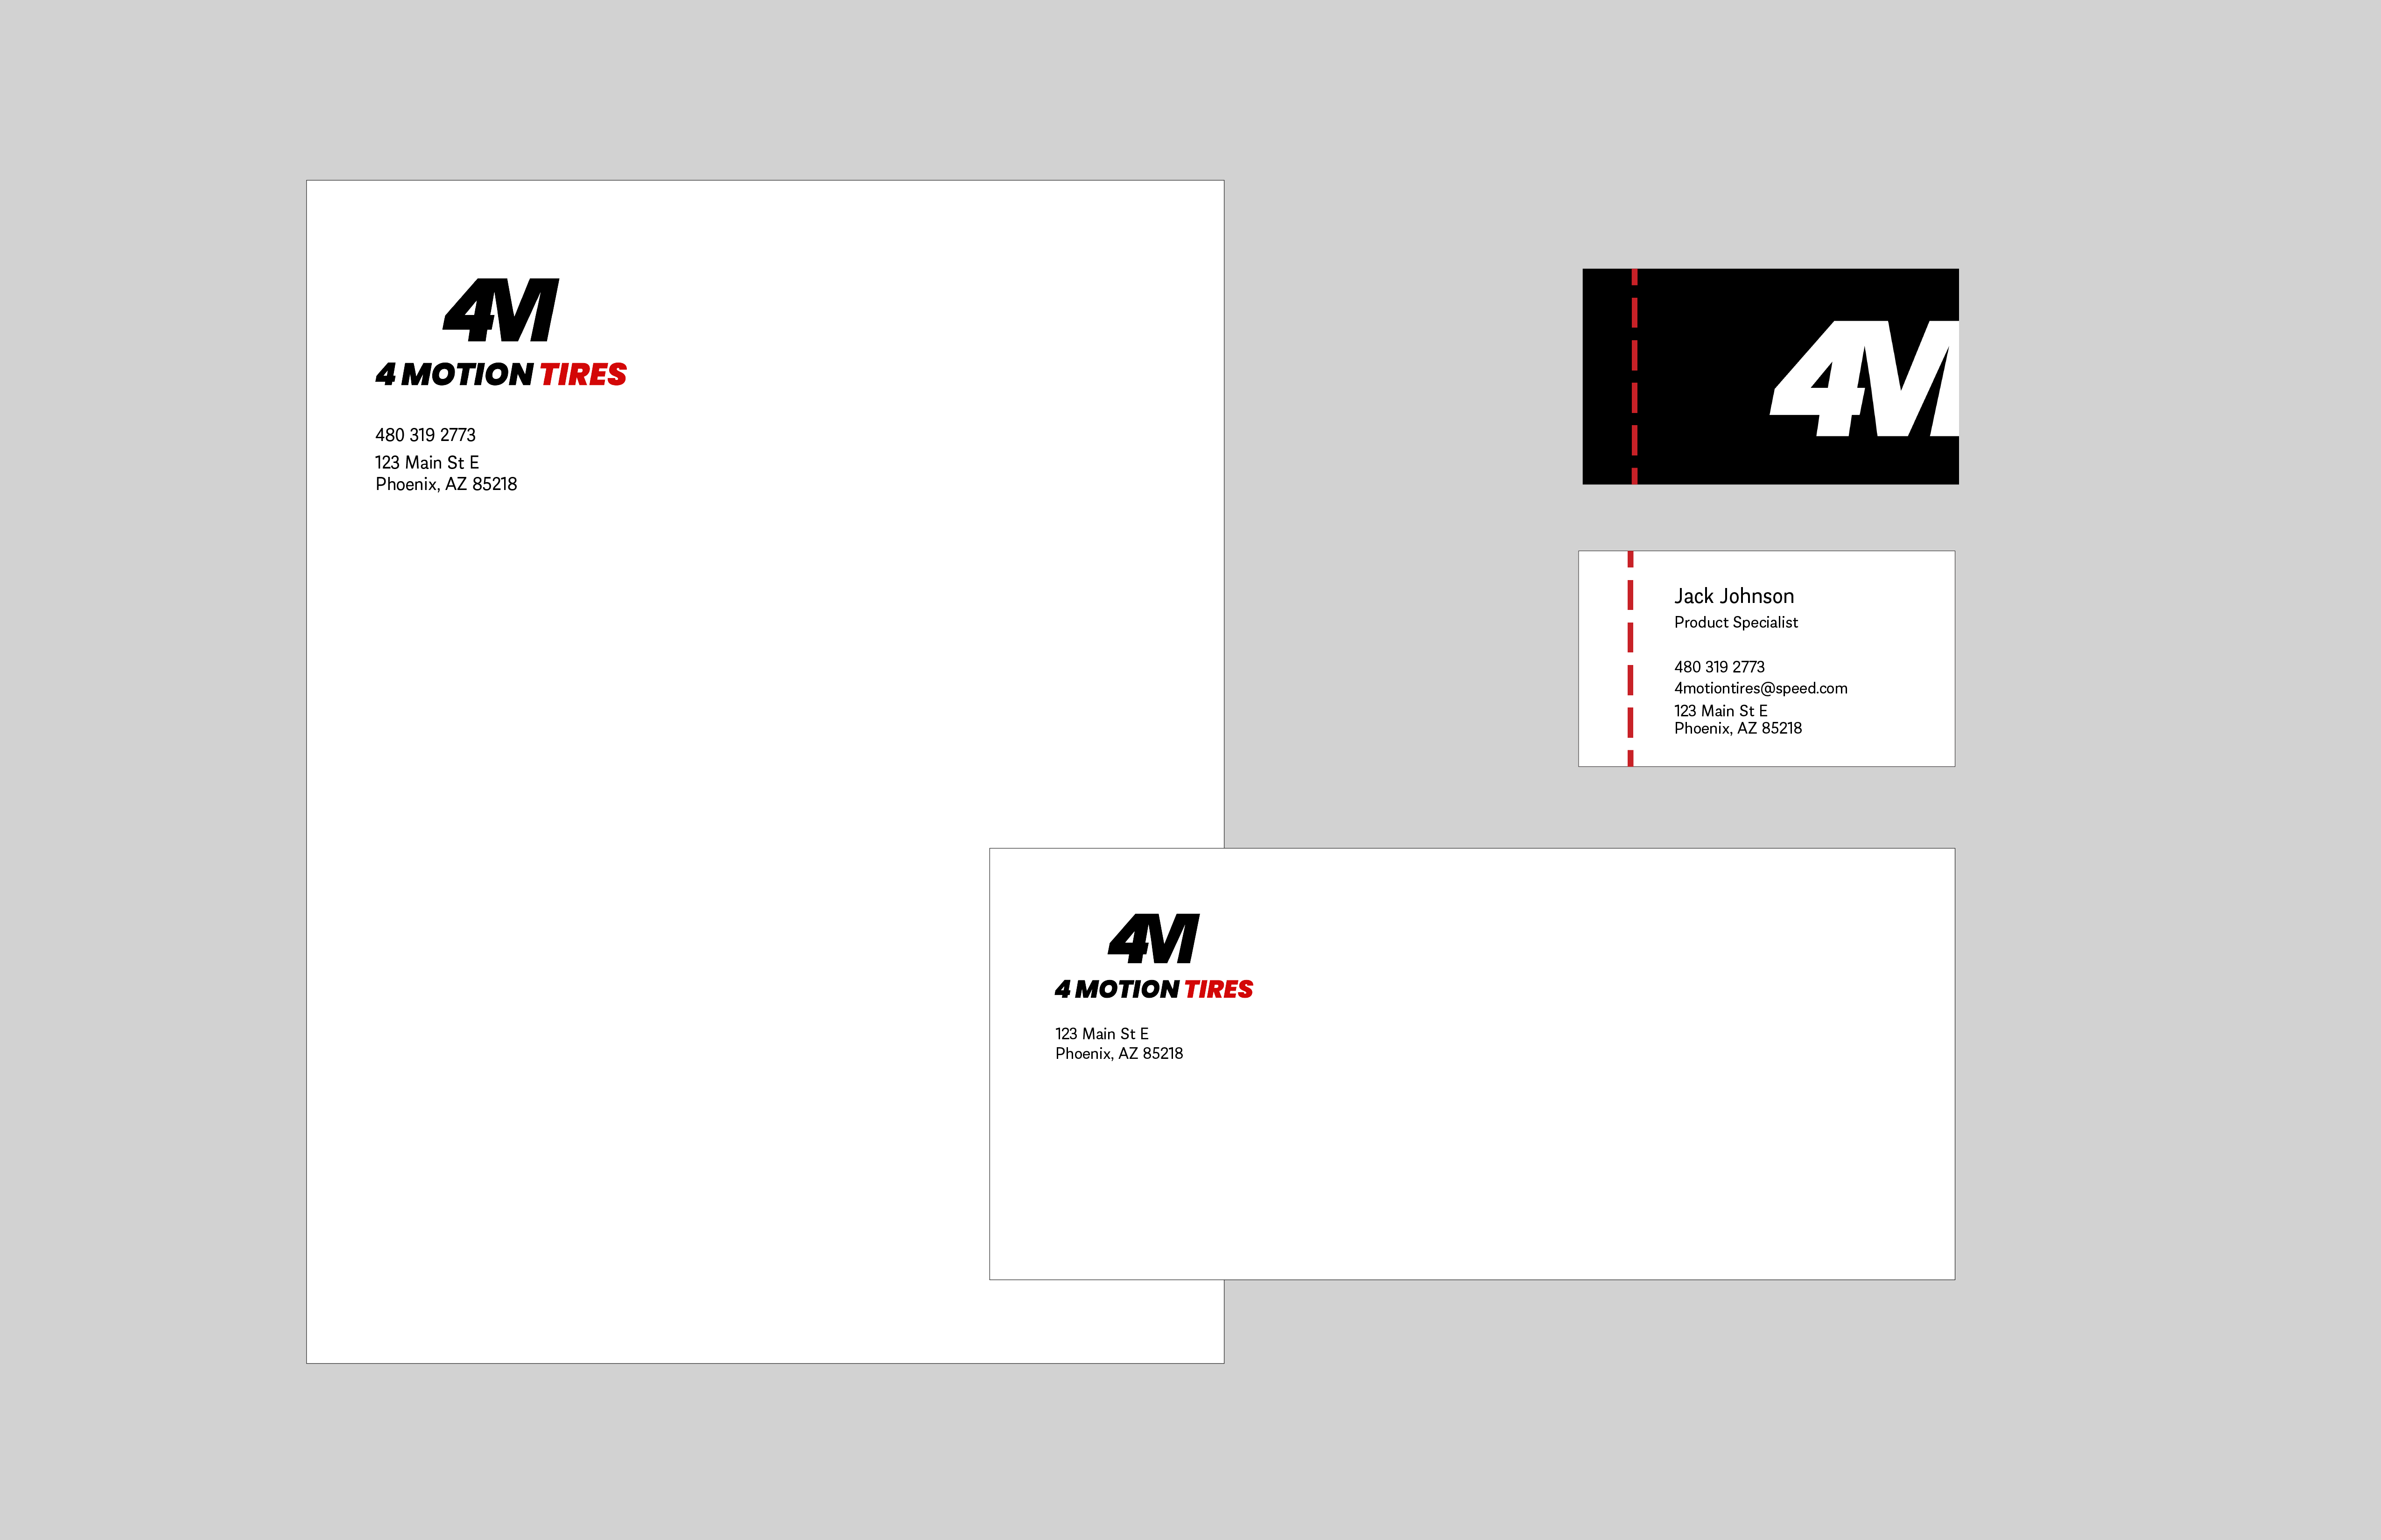 4M
4 MOTION TIRES
480 319 2773
123 Main St E
Phoenix, AZ 85218
4M
Jack Johnson
Product Specialist
480 319 2773
4motiontires@speed.com
123 Main St E
Phoenix, AZ 85218
4M
4 MOTION TIRES
123 Main St E
Phoenix, AZ 85218